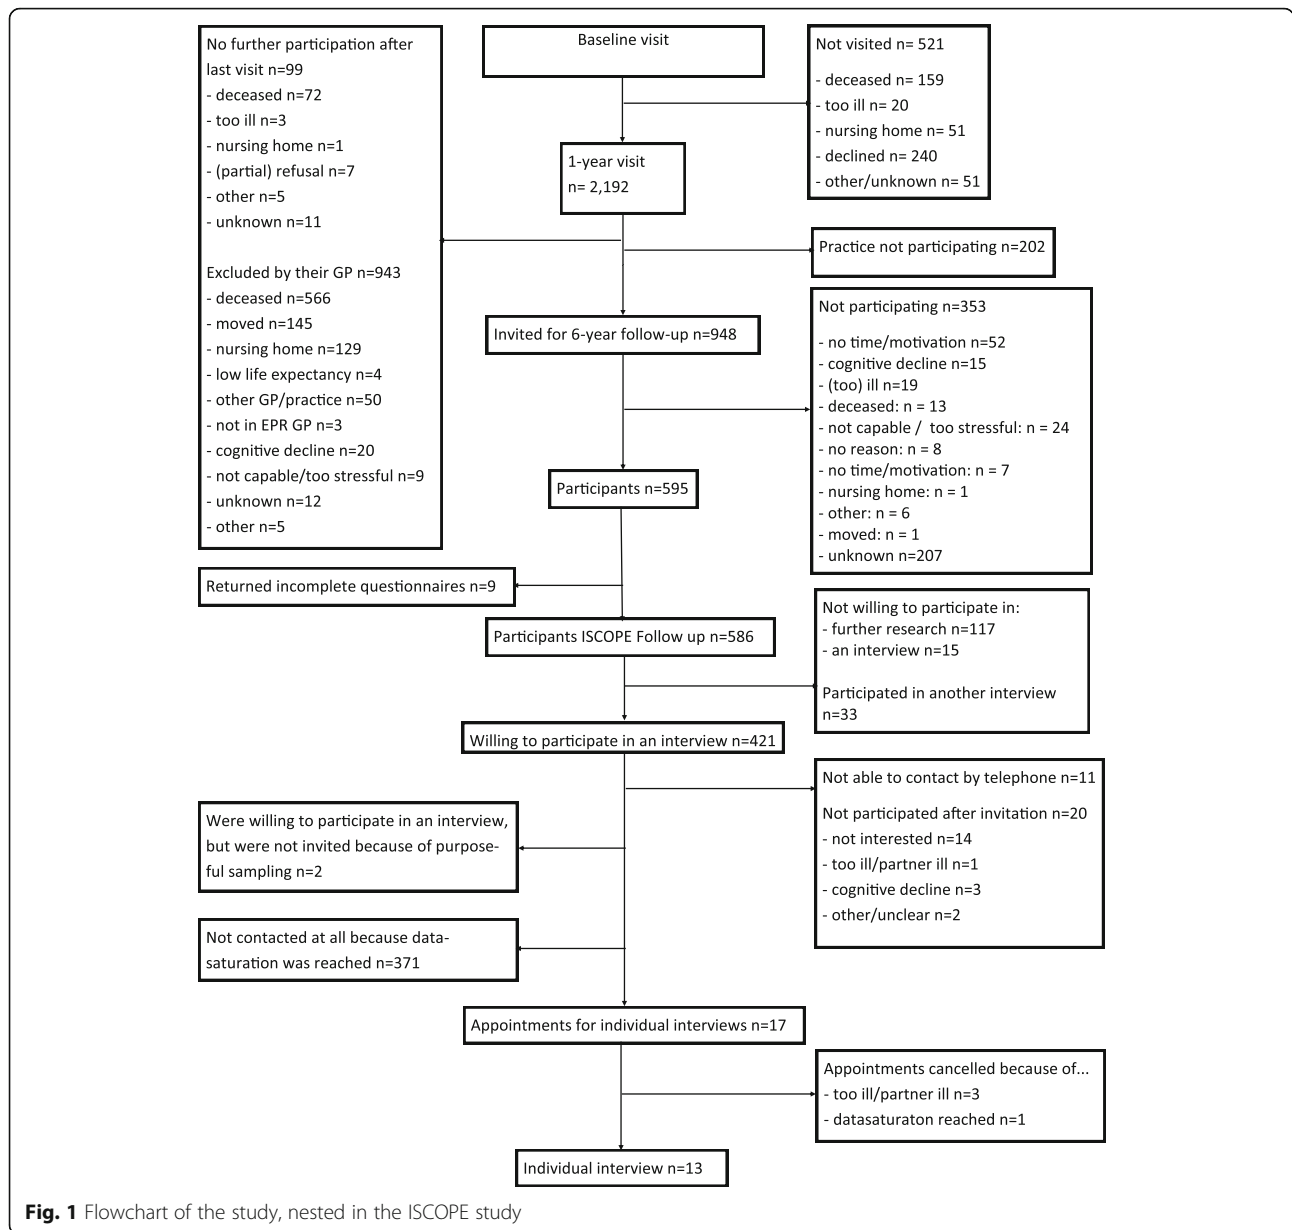 Baseline visit
Not visited n= 521
- deceased n= 159
- too ill n= 20
- nursing home n= 51
- declined n= 240
- other/unknown n= 51
1-year visit
n= 2,192
No further participation after
last visit n=99
- deceased n=72
- too ill n=3
- nursing home n=1
- (partial) refusal n=7
- other n=5
- unknown n=11
Excluded by their GP n=943
- deceased n=566
- moved n=145
- nursing home n=129
- low life expectancy n=4
- other GP/practice n=50
- not in EPR GP n=3
- cognitive decline n=20
- not capable/too stressful n=9
- unknown n=12
- other n=5
Practice not participating n=202
Invited for 6-year follow-up n=948
Not participating n=353
- no time/motivation n=52
- cognitive decline n=15
- (too) ill n=19
- deceased: n = 13
- not capable / too stressful: n = 24
- no reason: n = 8
- no time/motivation: n = 7
- nursing home: n = 1
- other: n = 6
- moved: n = 1
- unknown n=207
Participants n=595
Returned incomplete questionnaires n=9
Participants ISCOPE Follow up n=586
Not willing to participate in:
- further research n=117
- an interview n=15
Participated in another interview
n=33
Willing to participate in an interview n=421
Not able to contact by telephone n=11
Not participated after invitation n=20
- not interested n=14
- too ill/partner ill n=1
- cognitive decline n=3
- other/unclear n=2
Were willing to participate in an interview,
but were not invited because of purpose-
ful sampling n=2
Not contacted at all because data-
saturation was reached n=371
Appointments for individual interviews n=17
Appointments cancelled because of...
- too ill/partner ill n=3
- datasaturaton reached n=1
Individual interview n=13
Fig. 1 Flowchart of the study, nested in the ISCOPE study